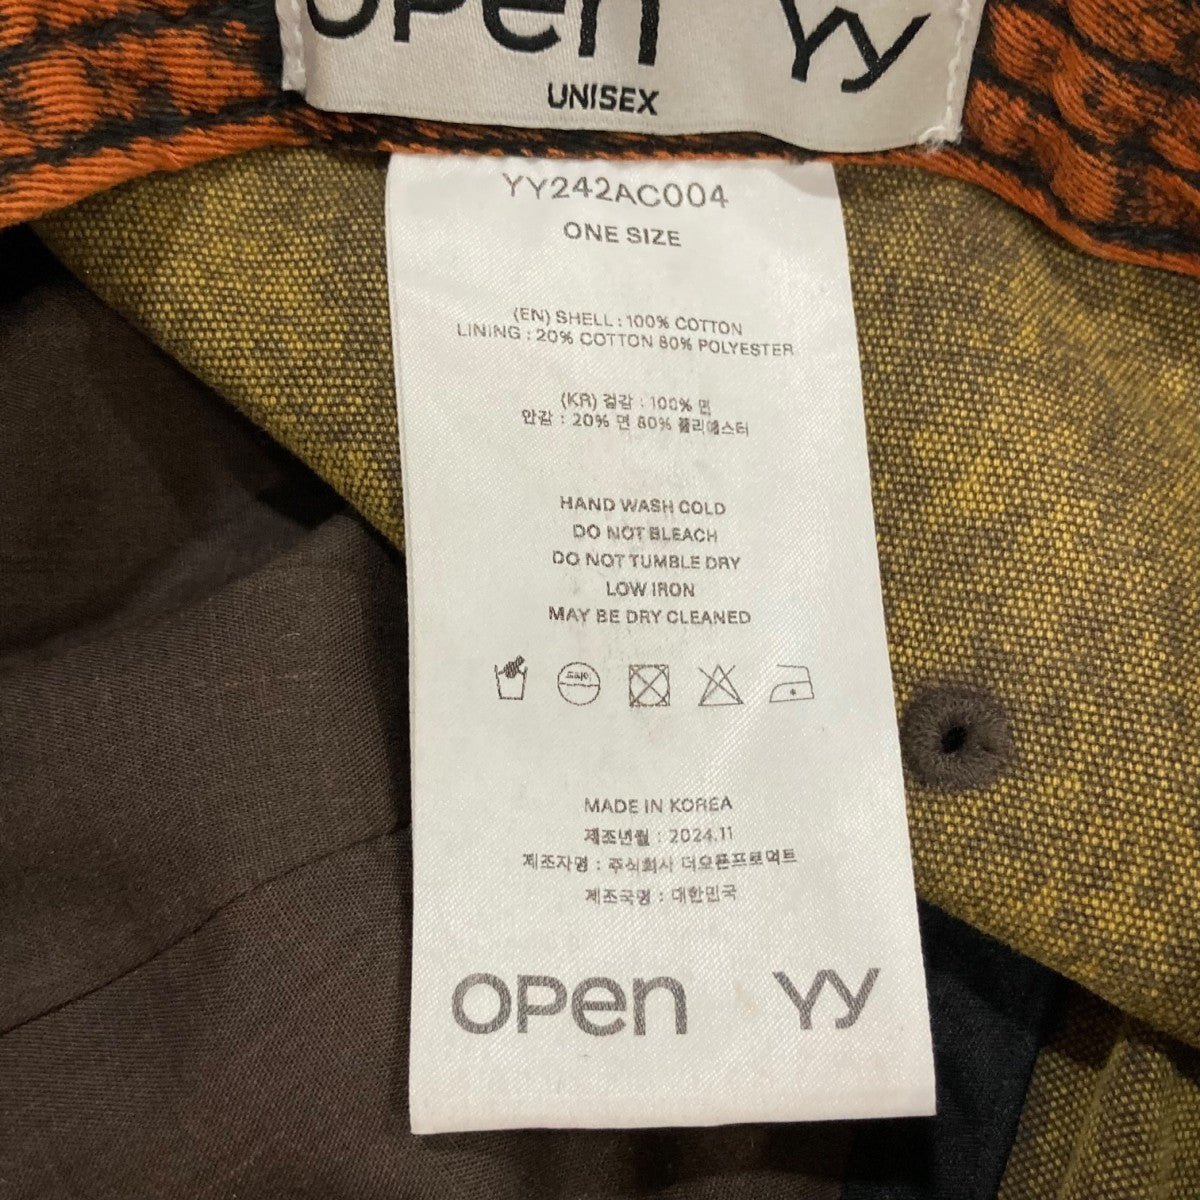 OPEN YY
UNISEX
YY242AC004
ONE SIZE
(EN) SHELL : 100% COTTON
LINING : 20% COTTON 80% POLYESTER
(KR) 겉감 : 100% 면
안감 : 20% 면 80% 폴리에스터
HAND WASH COLD
DO NOT BLEACH
DO NOT TUMBLE DRY
LOW IRON
MAY BE DRY CLEANED
MADE IN KOREA
제조년월 : 2024.11
제조자명 : 주식회사 더오픈프로덕트
제조국명 : 대한민국
OPEN YY